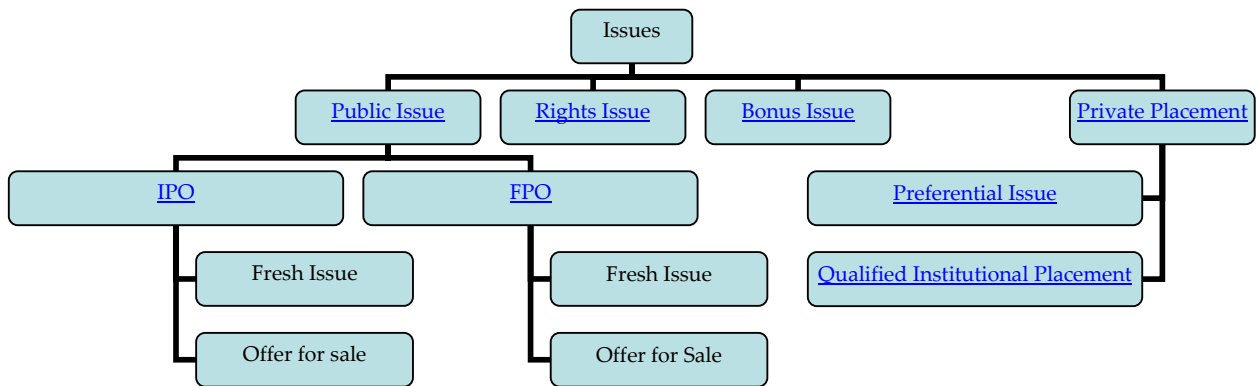 Issues
Public Issue
Rights Issue
Bonus Issue
Private Placement
IPO
FPO
Preferential Issue
Fresh Issue
Fresh Issue
Qualified Institutional Placement
Offer for sale
Offer for Sale